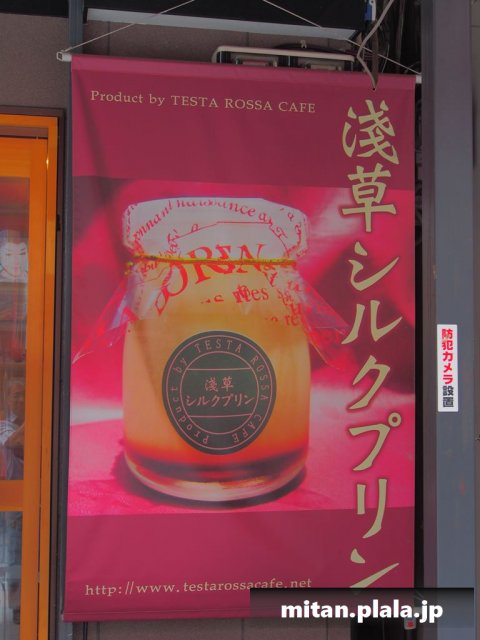 Product by TESTA ROSSA CAFE
淺草シルクプリン
Product by TESTA ROSSA CAFE
淺草
シルクプリン
http://www.testarossacafe.net
防犯カメラ設置
mitan.plala.jp